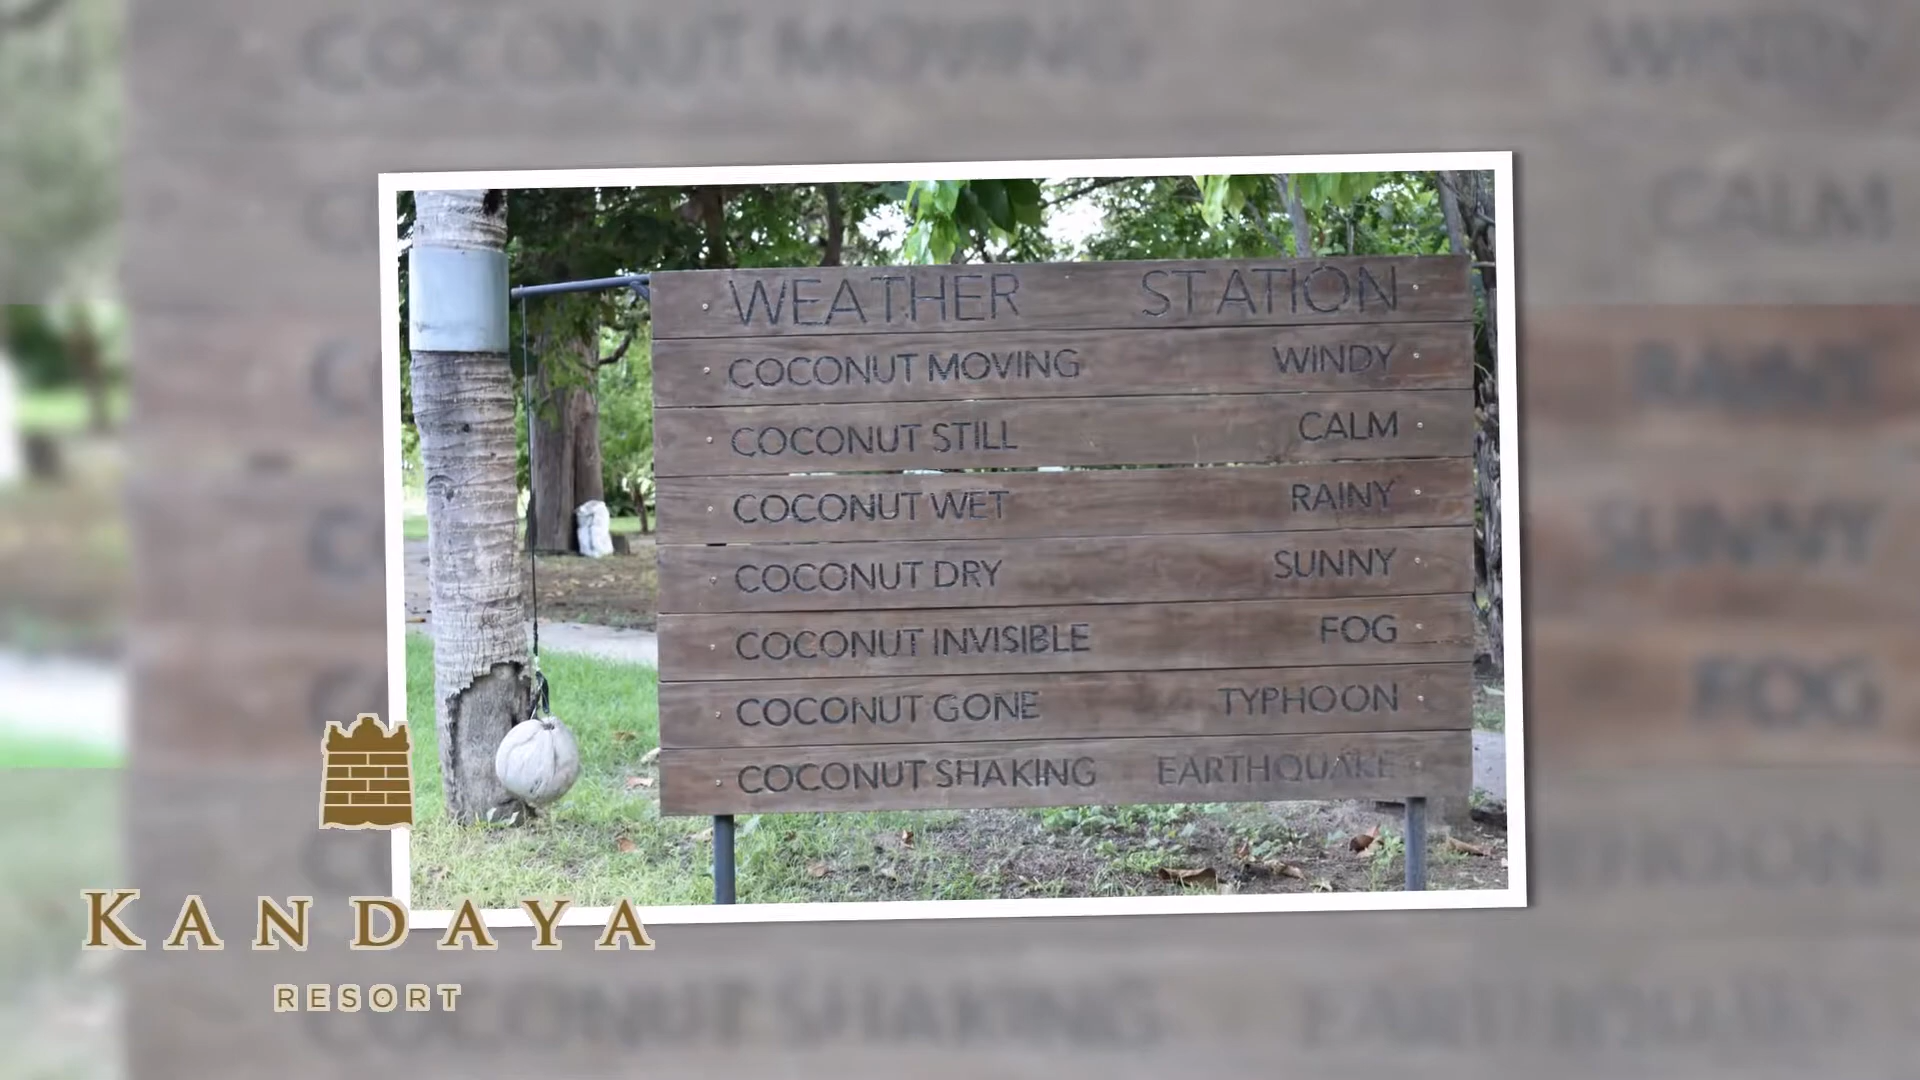 WEATHER STATION
COCONUT MOVING WINDY
COCONUT STILL CALM
COCONUT WET RAINY
COCONUT DRY SUNNY
COCONUT INVISIBLE FOG
COCONUT GONE TYPHOON
COCONUT SHAKING EARTHQUAKE
KANDAYA
RESORT